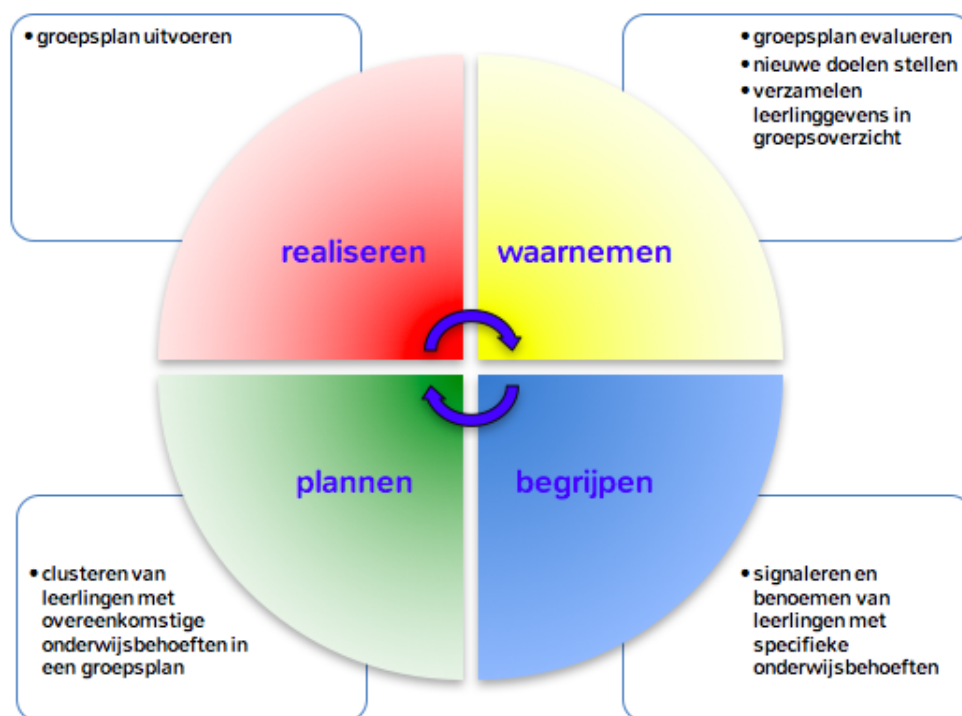 • groepsplan uitvoeren
• groepsplan evalueren
• nieuwe doelen stellen
• verzamelen
leerlinggevens in
groepsoverzicht
realiseren
waarnemen
plannen
begrijpen
• clusteren van
leerlingen met
overeenkomstige
onderwijsbehoeften in
een groepsplan
• signaleren en
benoemen van
leerlingen met
specifieke
onderwijsbehoeften